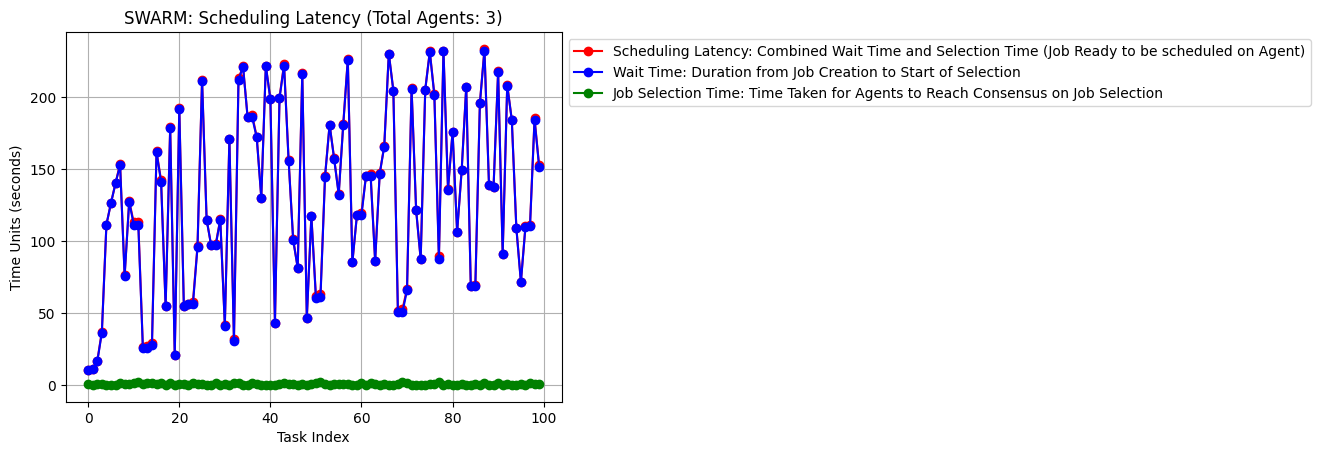 SWARM: Scheduling Latency (Total Agents: 3)
Scheduling Latency: Combined Wait Time and Selection Time (Job Ready to be scheduled on Agent)
Wait Time: Duration from Job Creation to Start of Selection
Job Selection Time: Time Taken for Agents to Reach Consensus on Job Selection
Time Units (seconds)
200
150
100
50
0
0 20 40 60 80 100
Task Index